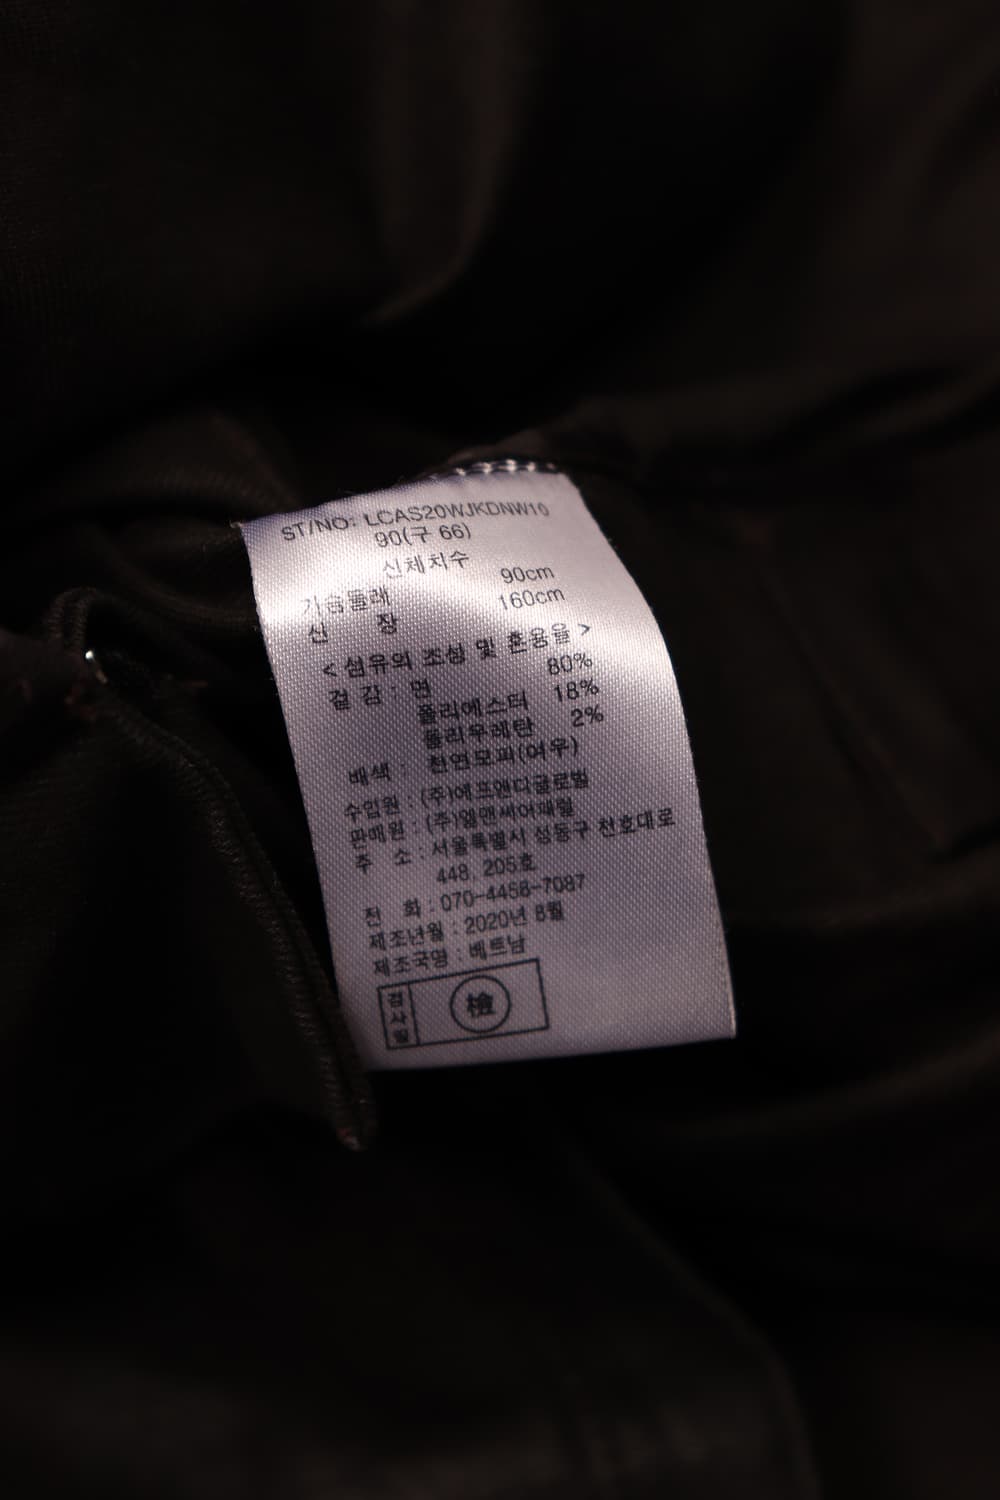 ST/NO: LCAS20WJKDNW10
90(구 66)
신체치수
가슴둘레 90cm
신 장 160cm
< 섬유의 조성 및 혼용율 >
겉 감 : 면 80%
폴리에스터 18%
폴리우레탄 2%
배색 : 천연모피(여우)
수입원 : (주)에프앤디글로벌
판매원 : (주)엘앤씨어패럴
주 소 : 서울특별시 성동구 천호대로
448, 205호
전 화 : 070-4458-7087
제조년월 : 2020년 8월
제조국명 : 베트남
검사필 檢